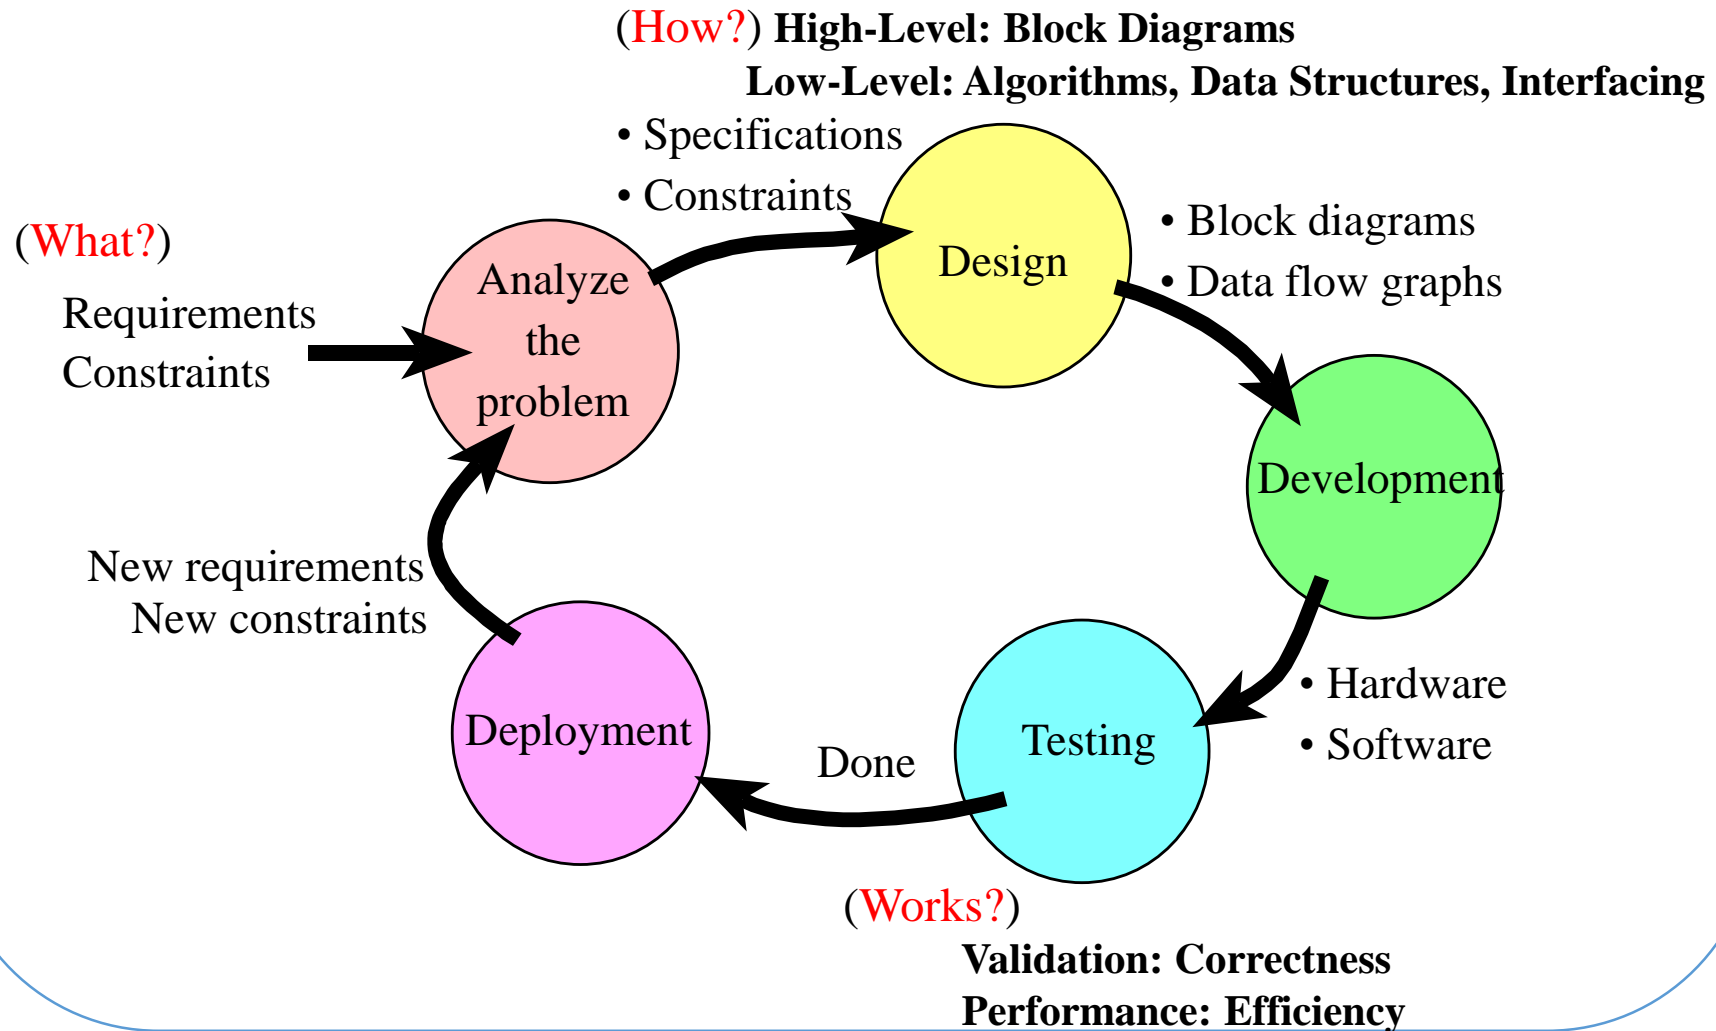 (How?) High-Level: Block Diagrams
Low-Level: Algorithms, Data Structures, Interfacing
• Specifications
• Constraints
(What?)
Requirements
Constraints
Analyze
the
problem
Design
• Block diagrams
• Data flow graphs
Development
New requirements
New constraints
• Hardware
• Software
Deployment
Done
Testing
(Works?)
Validation: Correctness
Performance: Efficiency